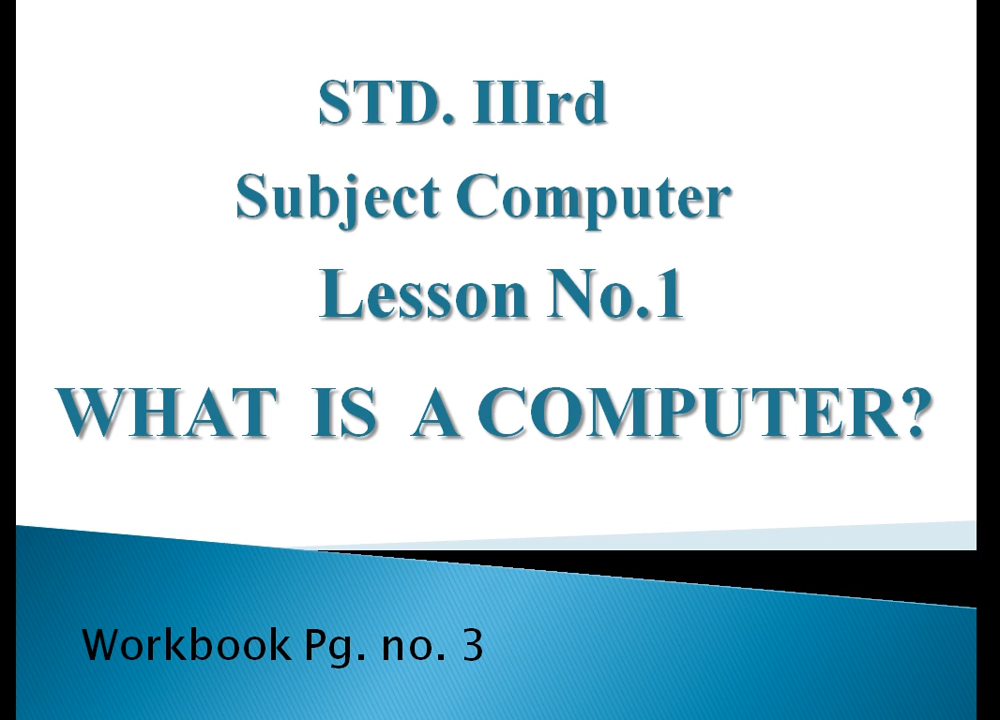 STD. IIIrd
Subject Computer
Lesson No.1
WHAT IS A COMPUTER?
Workbook Pg. no. 3